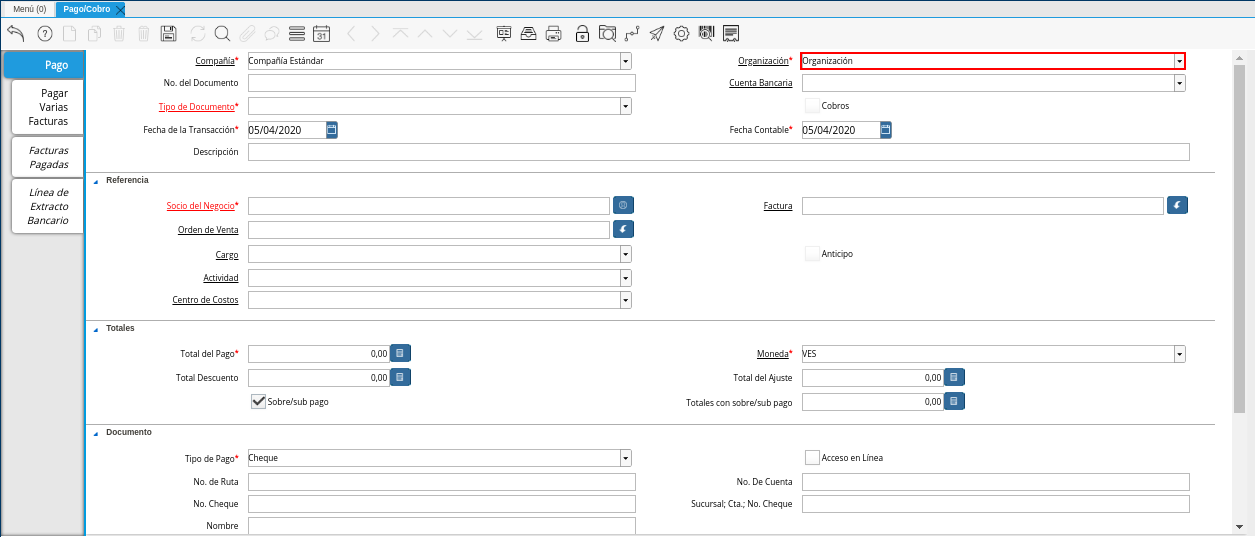 Menú (0) Pago/Cobro
31
Pago
Pagar Varias Facturas
Facturas Pagadas
Línea de Extracto Bancario
Compañía* Compañía Estándar Organización* Organización
No. del Documento Cuenta Bancaria
Tipo de Documento* Cobros
Fecha de la Transacción* 05/04/2020 Fecha Contable* 05/04/2020
Descripción
Referencia
Socio del Negocio* Factura
Orden de Venta
Cargo Anticipo
Actividad
Centro de Costos
Totales
Total del Pago* 0,00 Moneda* VES
Total Descuento 0,00 Total del Ajuste 0,00
Sobre/sub pago Totales con sobre/sub pago 0,00
Documento
Tipo de Pago* Cheque Acceso en Línea
No. de Ruta No. De Cuenta
No. Cheque Sucursal; Cta.; No. Cheque
Nombre